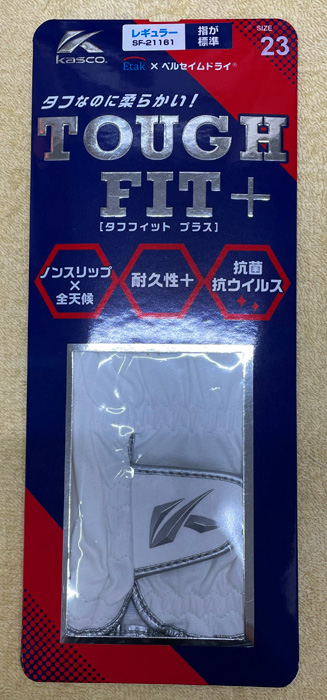 Kasco.
レギュラー
SF-21161
指が
標準
SIZE
23
Etak × ベルセイムドライ®
タフなのに柔らかい！
TOUGH
FIT+
[タフフィット プラス]
ノンスリップ
×
全天候
耐久性+
抗菌
抗ウイルス